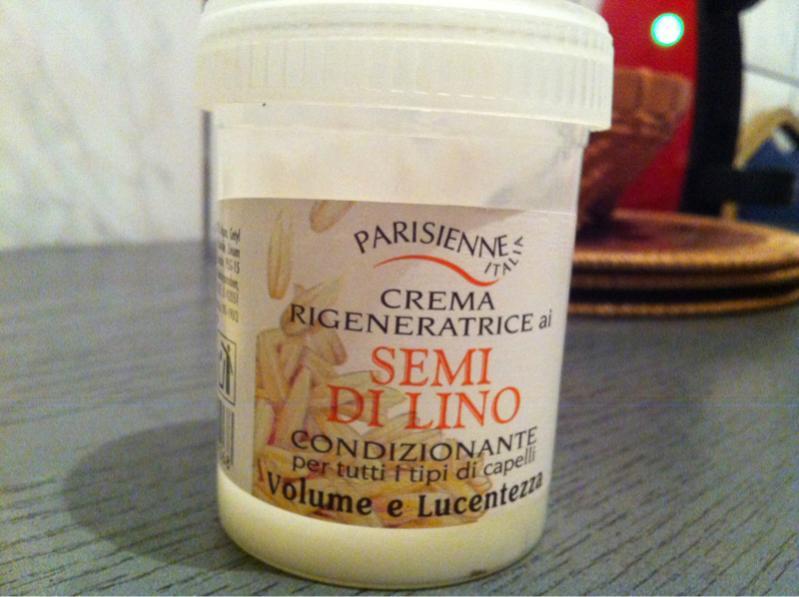 PARISIENNE
ITALIA
CREMA
RIGENERATRICE ai
SEMI
DI LINO
CONDIZIONANTE
per tutti i tipi di capelli
Volume e Lucentezza